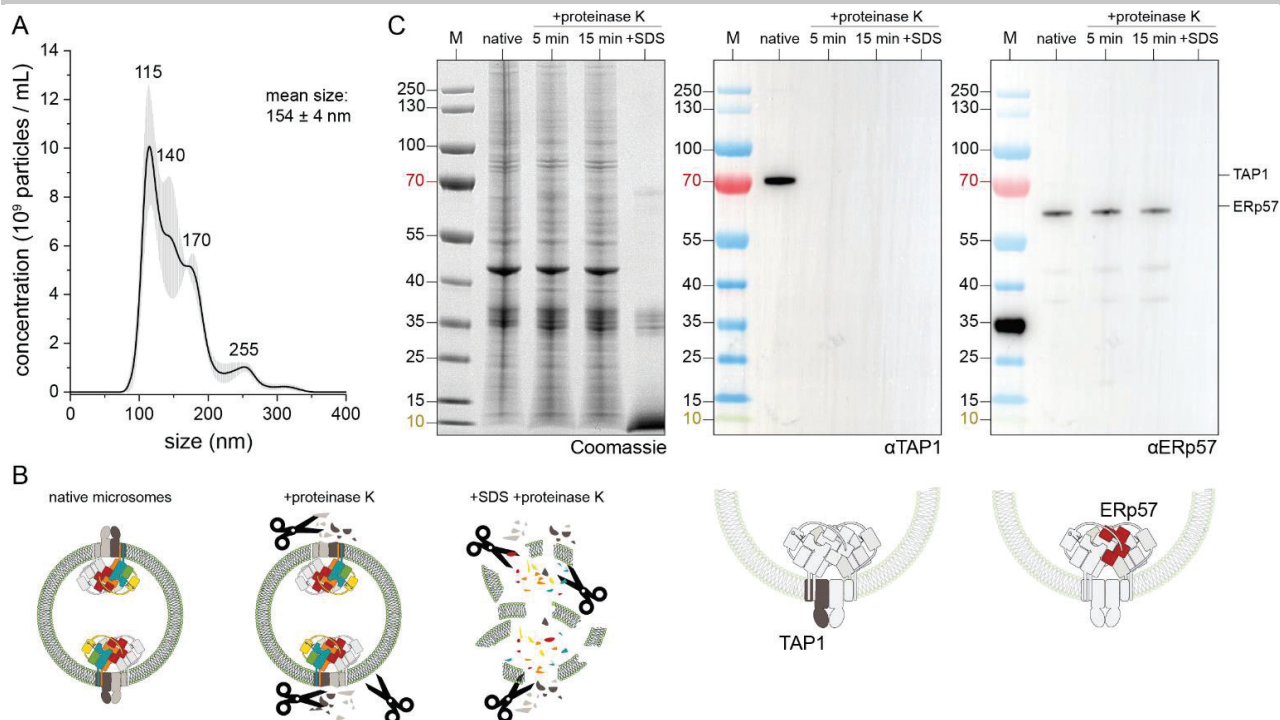 A
14
12
10
8
6
4
2
0
concentration (10⁹ particles / mL)
115
140
170
255
mean size:
154 ± 4 nm
0 100 200 300 400
size (nm)
C
+proteinase K
M native 5 min 15 min +SDS
250
130
100
70
55
40
35
25
15
10
Coomassie
+proteinase K
M native 5 min 15 min +SDS
250
130
100
70
55
40
35
25
15
10
αTAP1
+proteinase K
M native 5 min 15 min +SDS
250
130
100
70
55
40
35
25
15
10
TAP1
ERp57
αERp57
B
native microsomes
+proteinase K
+SDS +proteinase K
TAP1
ERp57